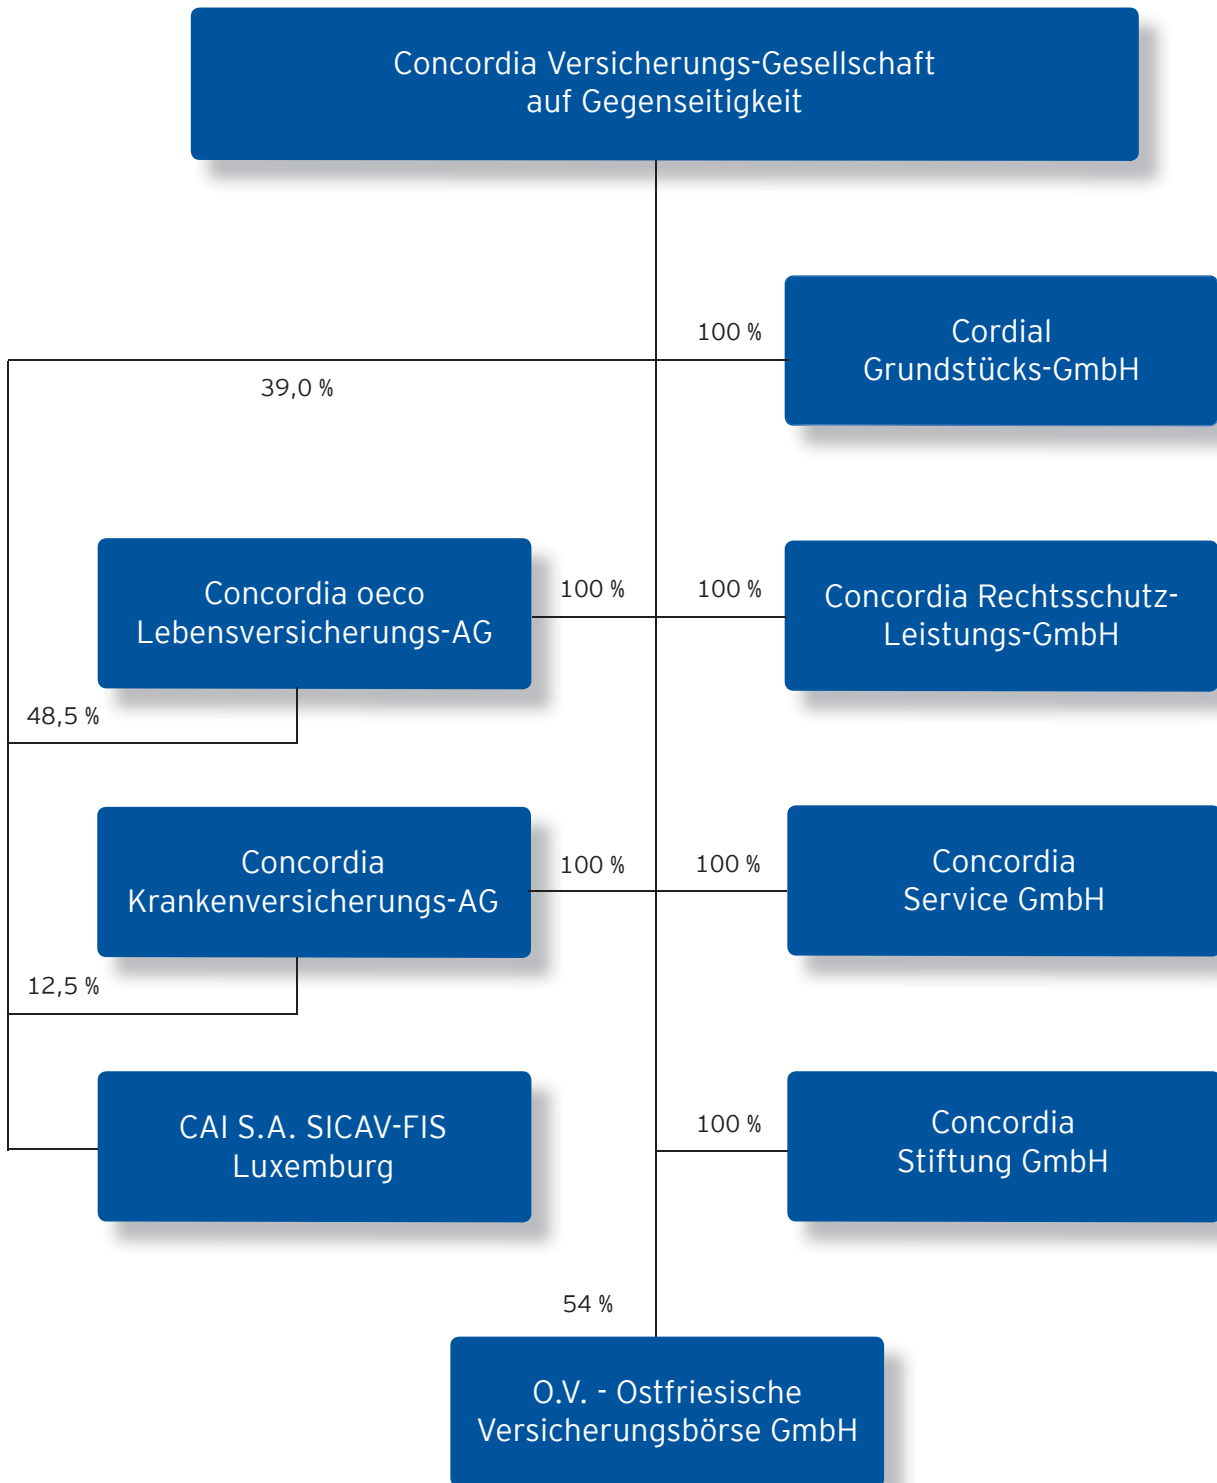 Concordia Versicherungs-Gesellschaft
auf Gegenseitigkeit
100 %
Cordial
Grundstücks-GmbH
39,0 %
Concordia oeco
Lebensversicherungs-AG
100 %
100 %
Concordia Rechtsschutz-
Leistungs-GmbH
48,5 %
Concordia
Krankenversicherungs-AG
100 %
100 %
Concordia
Service GmbH
12,5 %
CAI S.A. SICAV-FIS
Luxemburg
100 %
Concordia
Stiftung GmbH
54 %
O.V. - Ostfriesische
Versicherungsbörse GmbH